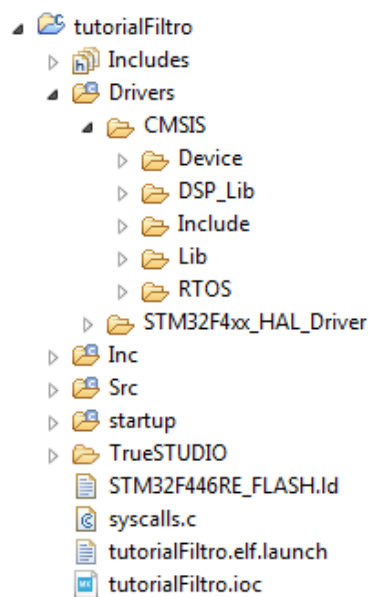 tutorialFiltro
Includes
Drivers
CMSIS
Device
DSP_Lib
Include
Lib
RTOS
STM32F4xx_HAL_Driver
Inc
Src
startup
TrueSTUDIO
STM32F446RE_FLASH.ld
syscalls.c
tutorialFiltro.elf.launch
tutorialFiltro.ioc